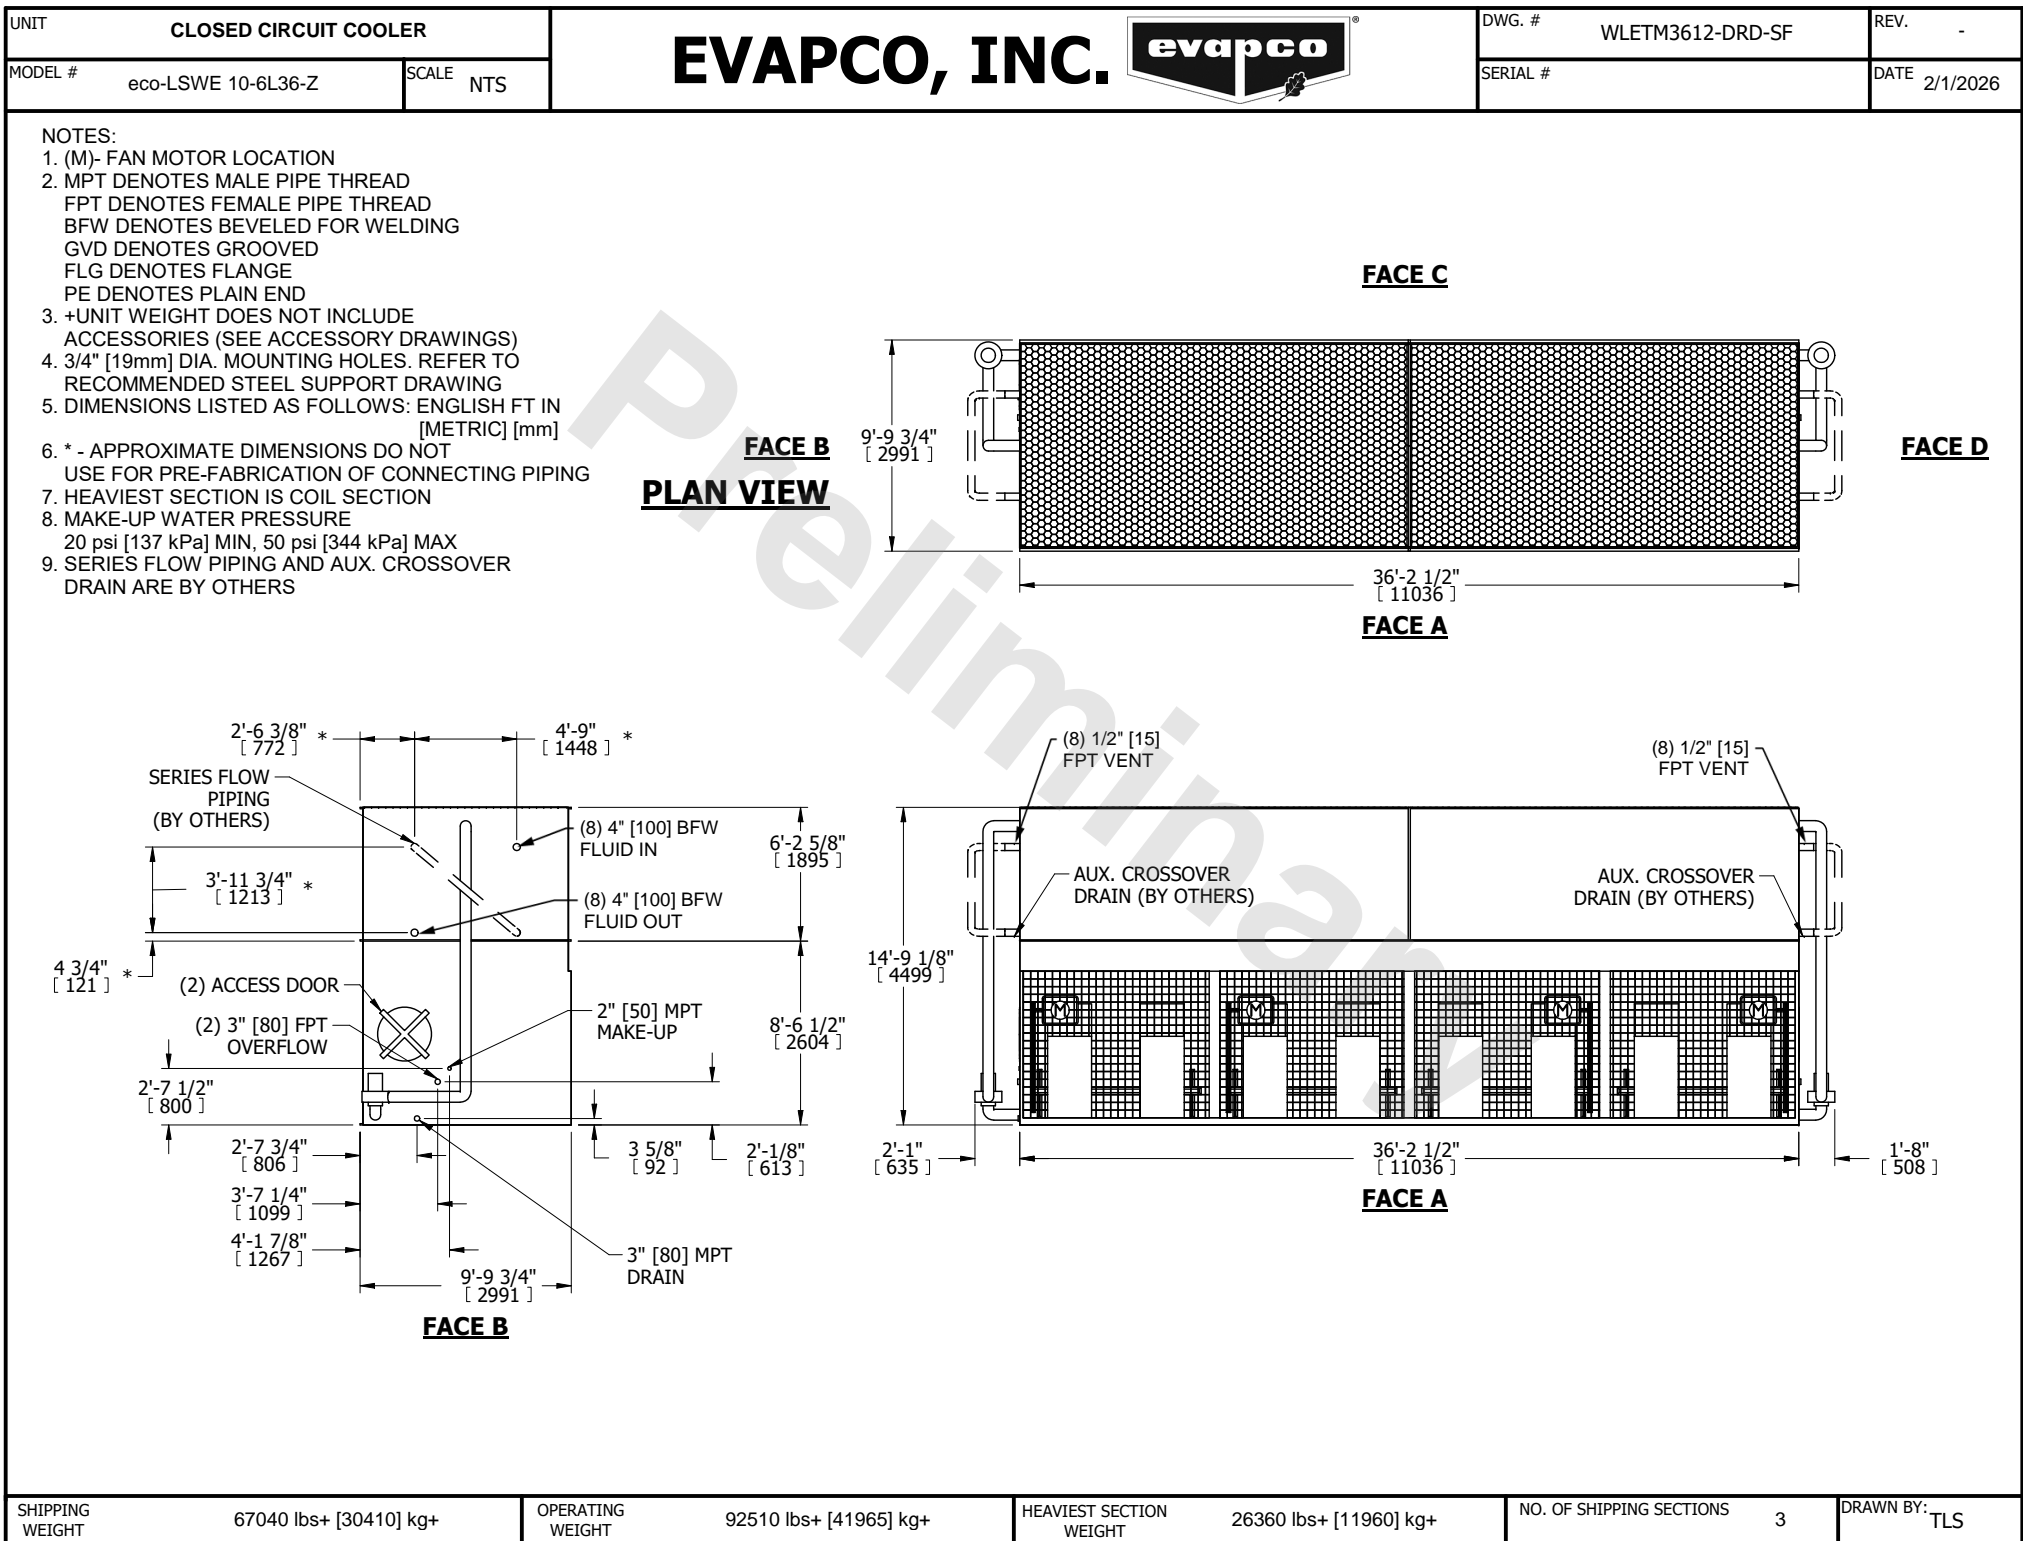 UNIT
CLOSED CIRCUIT COOLER
MODEL #
eco-LSWE 10-6L36-Z
SCALE
NTS
EVAPCO, INC.
evapco
®
DWG. #
WLETM3612-DRD-SF
REV.
-
SERIAL #
DATE
2/1/2026
NOTES:
1. (M)- FAN MOTOR LOCATION
2. MPT DENOTES MALE PIPE THREAD
FPT DENOTES FEMALE PIPE THREAD
BFW DENOTES BEVELED FOR WELDING
GVD DENOTES GROOVED
FLG DENOTES FLANGE
PE DENOTES PLAIN END
3. +UNIT WEIGHT DOES NOT INCLUDE
ACCESSORIES (SEE ACCESSORY DRAWINGS)
4. 3/4" [19mm] DIA. MOUNTING HOLES. REFER TO
RECOMMENDED STEEL SUPPORT DRAWING
5. DIMENSIONS LISTED AS FOLLOWS: ENGLISH FT IN
[METRIC] [mm]
6. * - APPROXIMATE DIMENSIONS DO NOT
USE FOR PRE-FABRICATION OF CONNECTING PIPING
7. HEAVIEST SECTION IS COIL SECTION
8. MAKE-UP WATER PRESSURE
20 psi [137 kPa] MIN, 50 psi [344 kPa] MAX
9. SERIES FLOW PIPING AND AUX. CROSSOVER
DRAIN ARE BY OTHERS
Preliminary
FACE C
FACE B
PLAN VIEW
9'-9 3/4"
[ 2991 ]
FACE D
36'-2 1/2"
[ 11036 ]
FACE A
2'-6 3/8" *
[ 772 ]
4'-9" *
[ 1448 ]
SERIES FLOW
PIPING
(BY OTHERS)
(8) 4" [100] BFW
FLUID IN
6'-2 5/8"
[ 1895 ]
3'-11 3/4" *
[ 1213 ]
(8) 4" [100] BFW
FLUID OUT
4 3/4" *
[ 121 ]
(2) ACCESS DOOR
(2) 3" [80] FPT
OVERFLOW
2" [50] MPT
MAKE-UP
8'-6 1/2"
[ 2604 ]
2'-7 1/2"
[ 800 ]
2'-7 3/4"
[ 806 ]
3 5/8"
[ 92 ]
2'-1/8"
[ 613 ]
3'-7 1/4"
[ 1099 ]
4'-1 7/8"
[ 1267 ]
3" [80] MPT
DRAIN
9'-9 3/4"
[ 2991 ]
FACE B
(8) 1/2" [15]
FPT VENT
(8) 1/2" [15]
FPT VENT
AUX. CROSSOVER
DRAIN (BY OTHERS)
AUX. CROSSOVER
DRAIN (BY OTHERS)
14'-9 1/8"
[ 4499 ]
M
M
M
M
2'-1"
[ 635 ]
36'-2 1/2"
[ 11036 ]
1'-8"
[ 508 ]
FACE A
SHIPPING
WEIGHT
67040 lbs+ [30410] kg+
OPERATING
WEIGHT
92510 lbs+ [41965] kg+
HEAVIEST SECTION
WEIGHT
26360 lbs+ [11960] kg+
NO. OF SHIPPING SECTIONS
3
DRAWN BY:
TLS